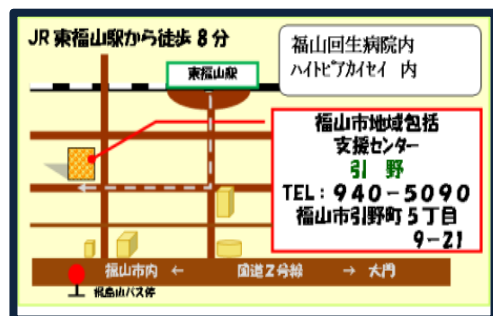 JR 東福山駅から徒歩 8 分
福山回生病院内
ハイトピアカイセイ 内
東福山駅
福山市地域包括
支援センター
引 野
TEL：940－5090
福山市引野町5丁目
9－21
福山市内 ← 国道2号線 → 大門
バス停